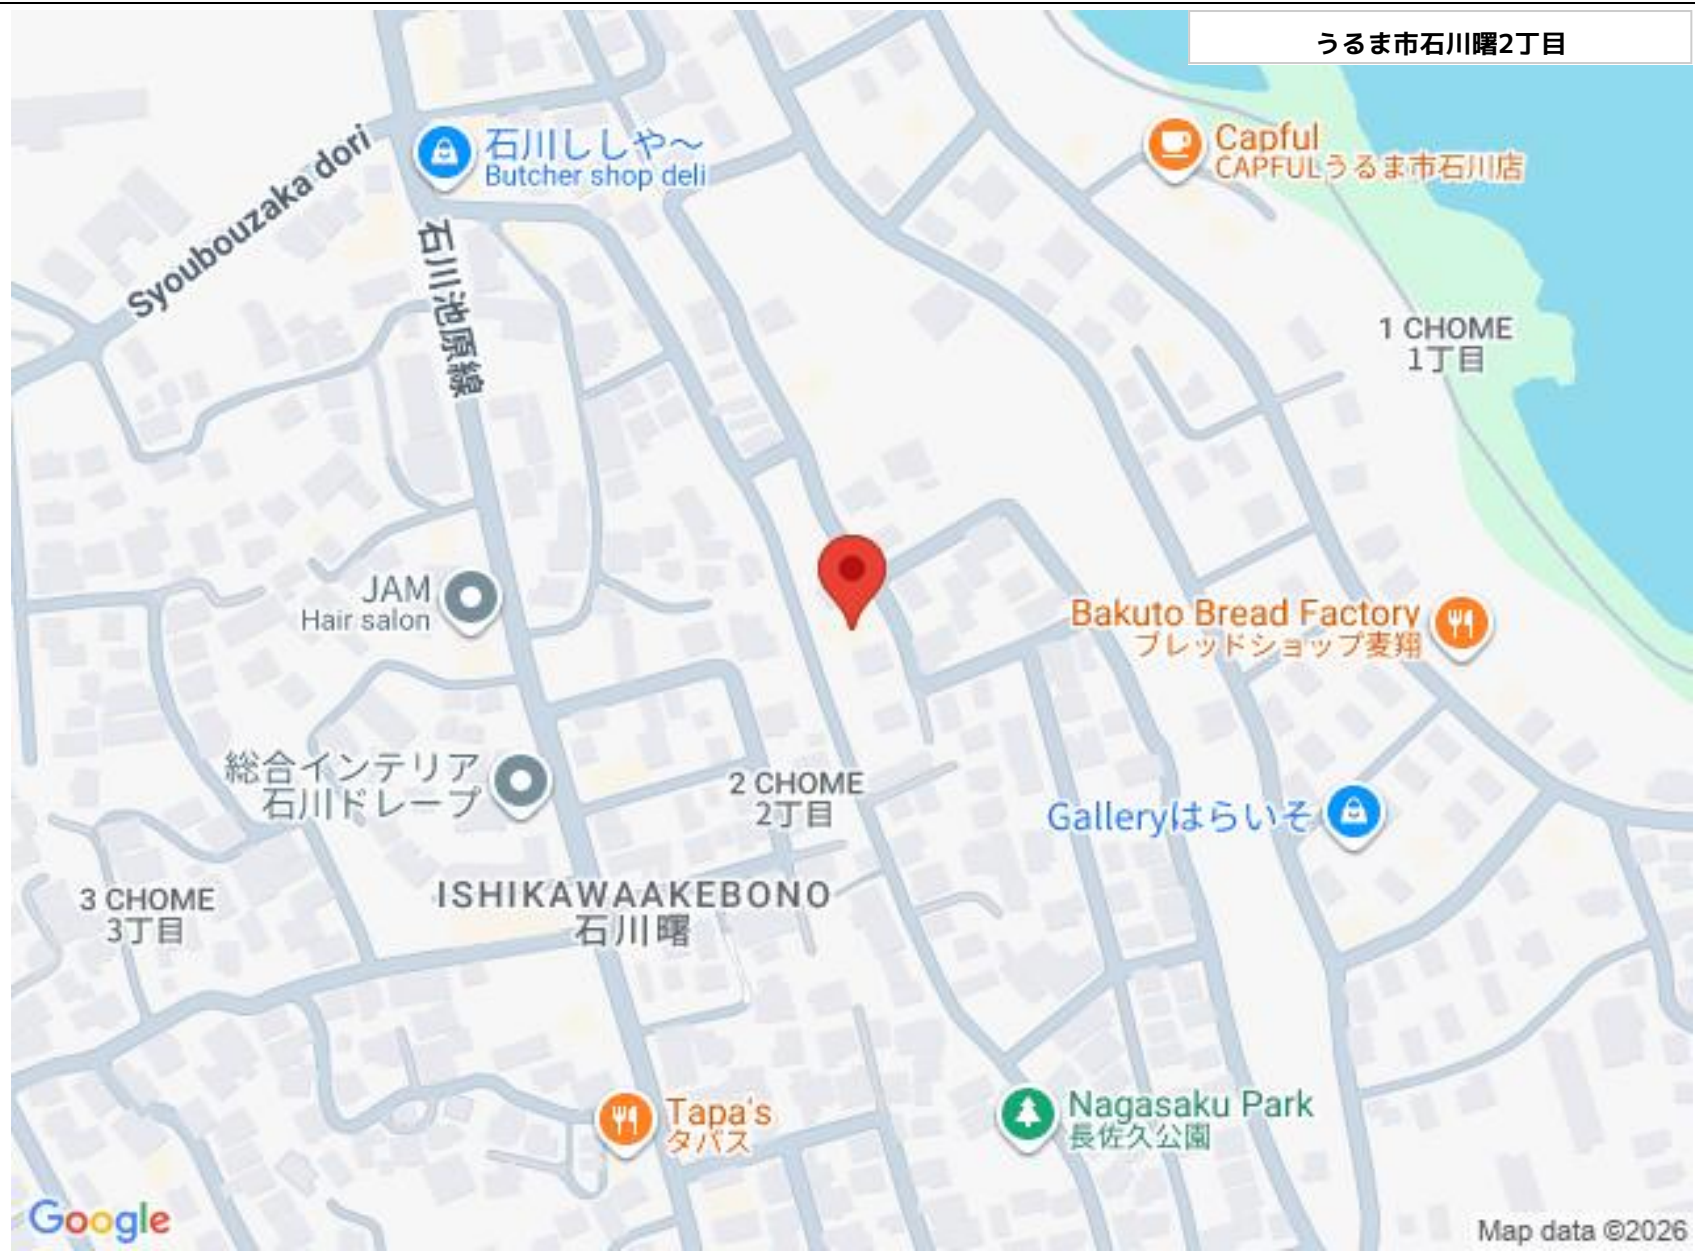 うるま市石川曙2丁目
Syoubouzaka dori
石川ししや～
Butcher shop deli
Capful
CAPFULうるま市石川店
石川池原線
1 CHOME
1丁目
JAM
Hair salon
Bakuto Bread Factory
ブレッドショップ麦翔
総合インテリア
石川ドレープ
2 CHOME
2丁目
Galleryはらいそ
3 CHOME
3丁目
ISHIKAWAAKEBONO
石川曙
Tapa's
タパス
Nagasaku Park
長佐久公園
Google
Map data ©2026